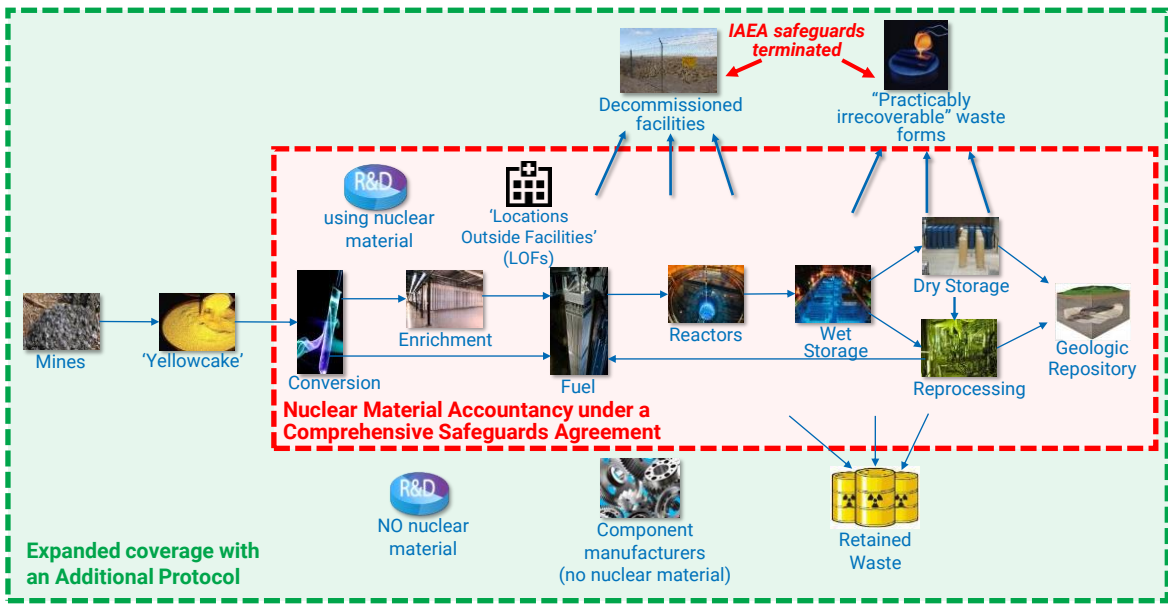 IAEA safeguards
terminated
Decommissioned
facilities
“Practicably
irrecoverable” waste
forms
R&D
using nuclear
material
‘Locations
Outside Facilities’
(LOFs)
Mines
‘Yellowcake’
Conversion
Enrichment
Fuel
Reactors
Wet
Storage
Dry Storage
Reprocessing
Geologic
Repository
Nuclear Material Accountancy under a
Comprehensive Safeguards Agreement
R&D
NO nuclear
material
Component
manufacturers
(no nuclear material)
Retained
Waste
Expanded coverage with
an Additional Protocol